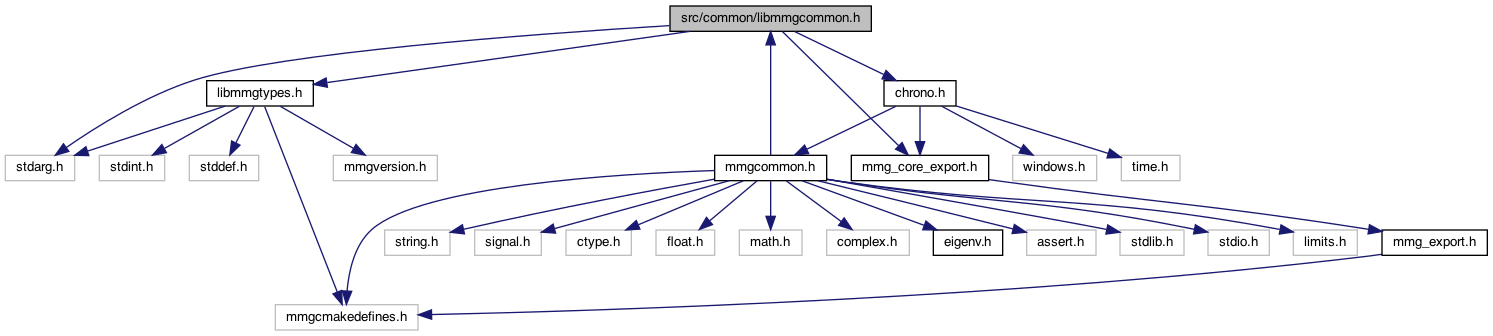 src/common/libmmgcommon.h
libmmgtypes.h
chrono.h
stdarg.h
stdint.h
stddef.h
mmgversion.h
mmgcommon.h
mmg_core_export.h
windows.h
time.h
string.h
signal.h
ctype.h
float.h
math.h
complex.h
eigenv.h
assert.h
stdlib.h
stdio.h
limits.h
mmg_export.h
mmgcmakedefines.h